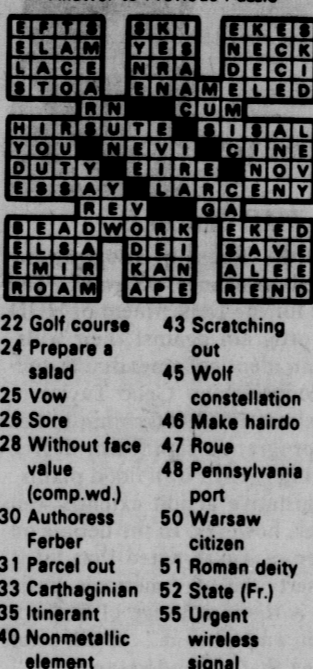 Answer to Previous Puzzle
EFTS SKI EKES
ELAM YES NECK
LACE NRA DECI
STOA ENAMELED
RN CUM
HIRSUTE SISAL
YOU NEVI CINE
DUTY EIRE NOV
ESSAY LARCENY
REV GA
BEADWORK EKED
ELSA DEI SAVE
EMIR KAN ALEE
ROAM APE REND
22 Golf course
24 Prepare a
salad
25 Vow
26 Sore
28 Without face
value
(comp.wd.)
30 Authoress
Ferber
31 Parcel out
33 Carthaginian
35 Itinerant
40 Nonmetallic
element
43 Scratching
out
45 Wolf
constellation
46 Make hairdo
47 Roue
48 Pennsylvania
port
50 Warsaw
citizen
51 Roman deity
52 State (Fr.)
55 Urgent
wireless
signal